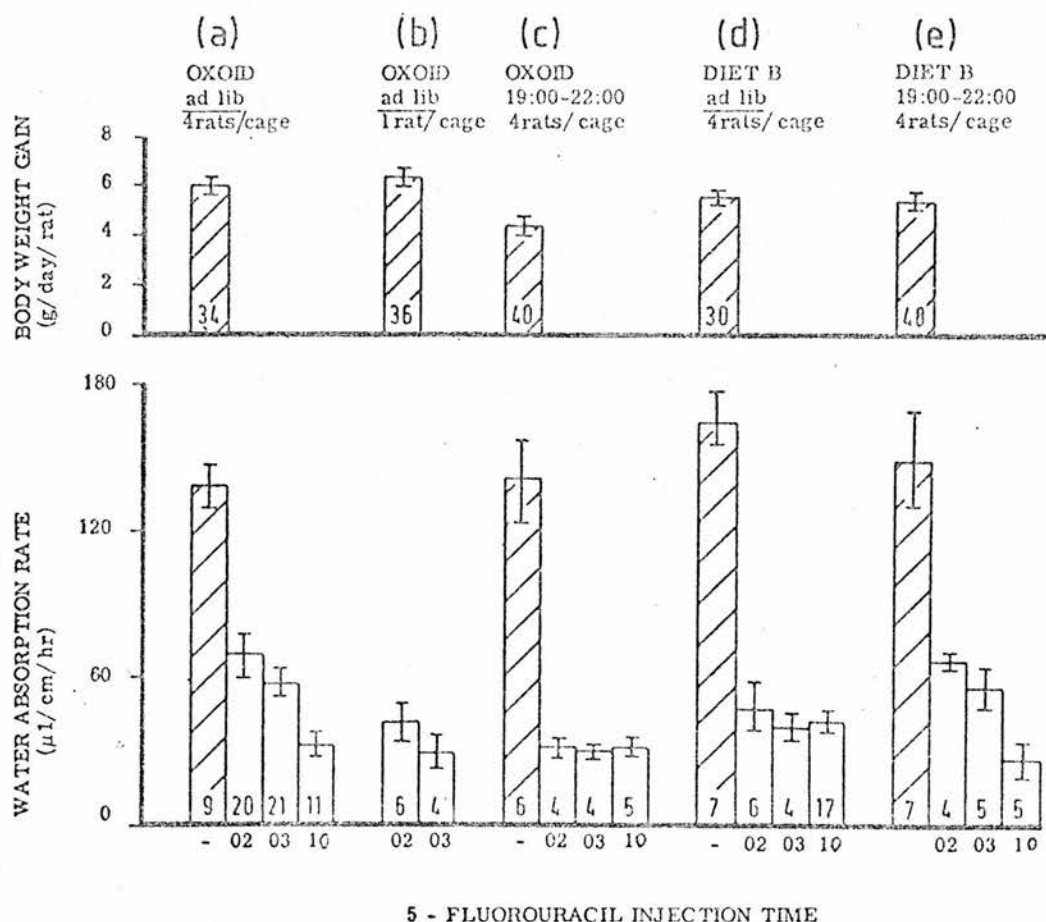 (a) (b) (c) (d) (e)
OXOID OXOID OXOID DIET B DIET B
ad lib ad lib 19:00-22:00 ad lib 19:00-22:00
4rats/cage 1rat/cage 4rats/cage 4rats/cage 4rats/cage
BODY WEIGHT GAIN
(g/day/rat)
8
6
4
2
0
34 36 40 30 48
WATER ABSORPTION RATE
(µl/cm/hr)
180
120
60
0
9 20 21 11 6 4 6 4 4 5 7 6 4 17 7 4 5 5
- 02 03 10 02 03 - 02 03 10 - 02 03 10 02 03 10
5 - FLUOROURACIL INJECTION TIME